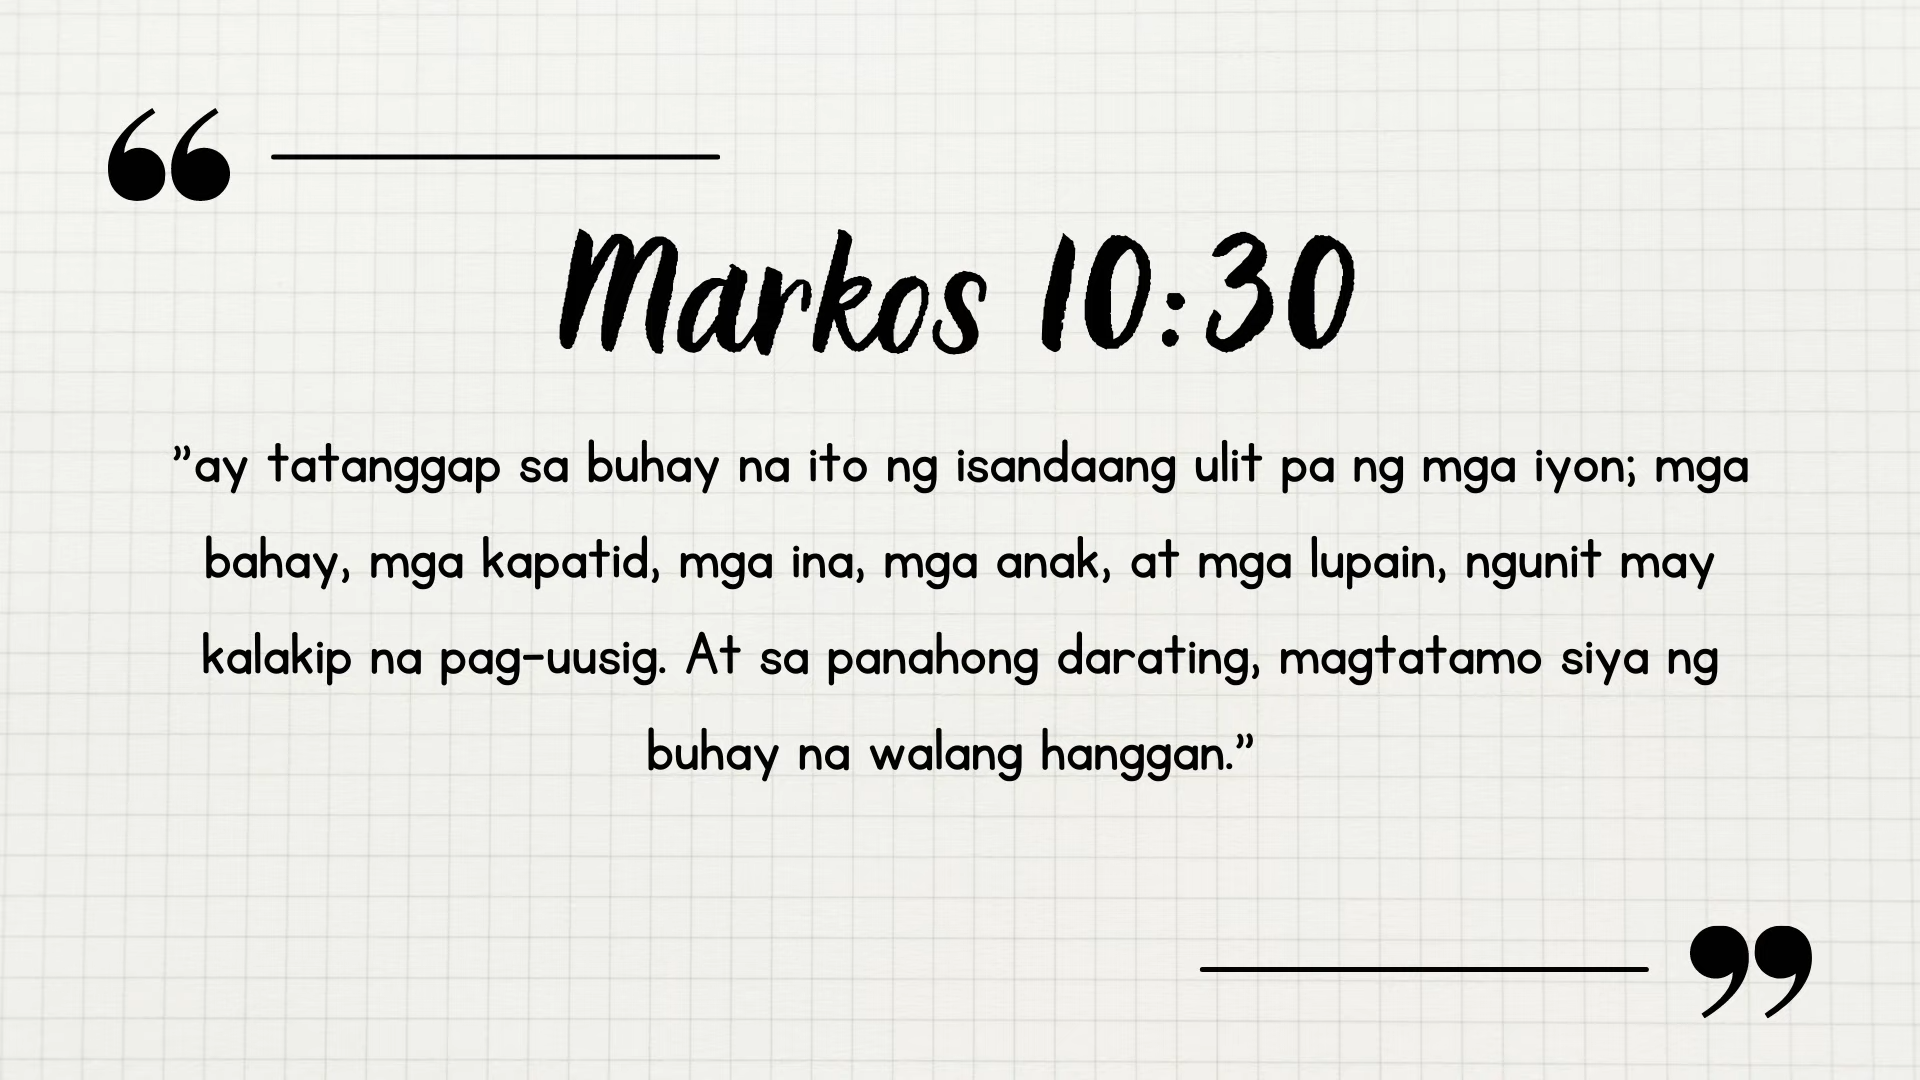 “
Markos 10:30
”ay tatanggap sa buhay na ito ng isandaang ulit pa ng mga iyon; mga
bahay, mga kapatid, mga ina, mga anak, at mga lupain, ngunit may
kalakip na pag-uusig. At sa panahong darating, magtatamo siya ng
buhay na walang hanggan.”
”